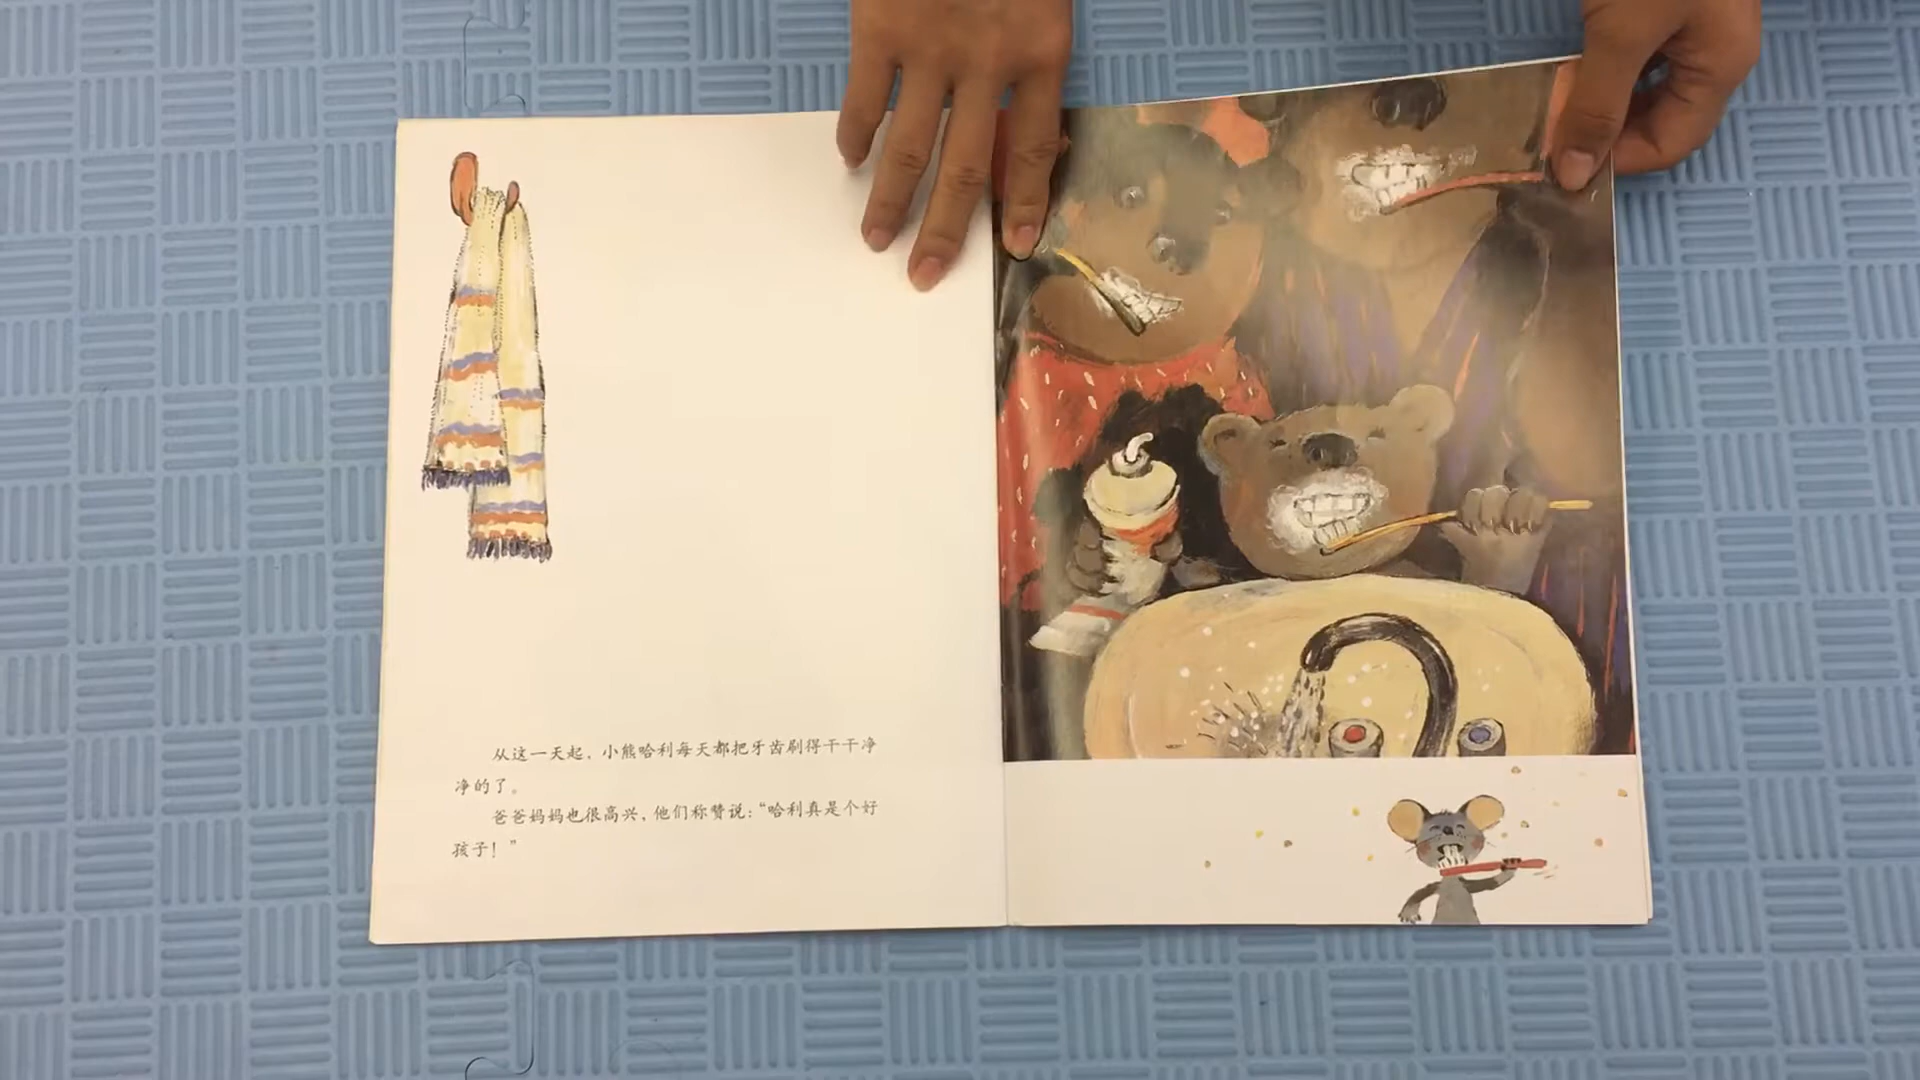 从这一天起，小熊哈利每天都把牙齿刷得干干净
净的了。
爸爸妈妈也很高兴，他们称赞说：“哈利真是个好
孩子！”